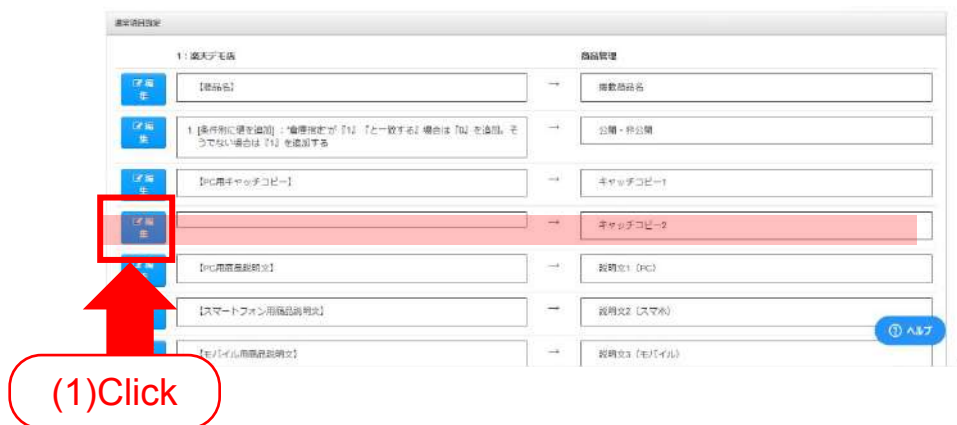 通常項目設定
1：楽天デモ店
商品管理
編集
【商品名】
→
掲載商品名
編集
1. [条件別に値を追加]："倉庫指定"が『1』『と一致する』場合は『0』を追加。そ
うでない場合は『1』を追加する
→
公開・非公開
編集
【PC用キャッチコピー】
→
キャッチコピー1
編集
→
キャッチコピー2
【PC用商品説明文】
→
説明文1（PC）
【スマートフォン用商品説明文】
→
説明文2（スマホ）
ヘルプ
【モバイル用商品説明文】
→
説明文3（モバイル）
(1)Click